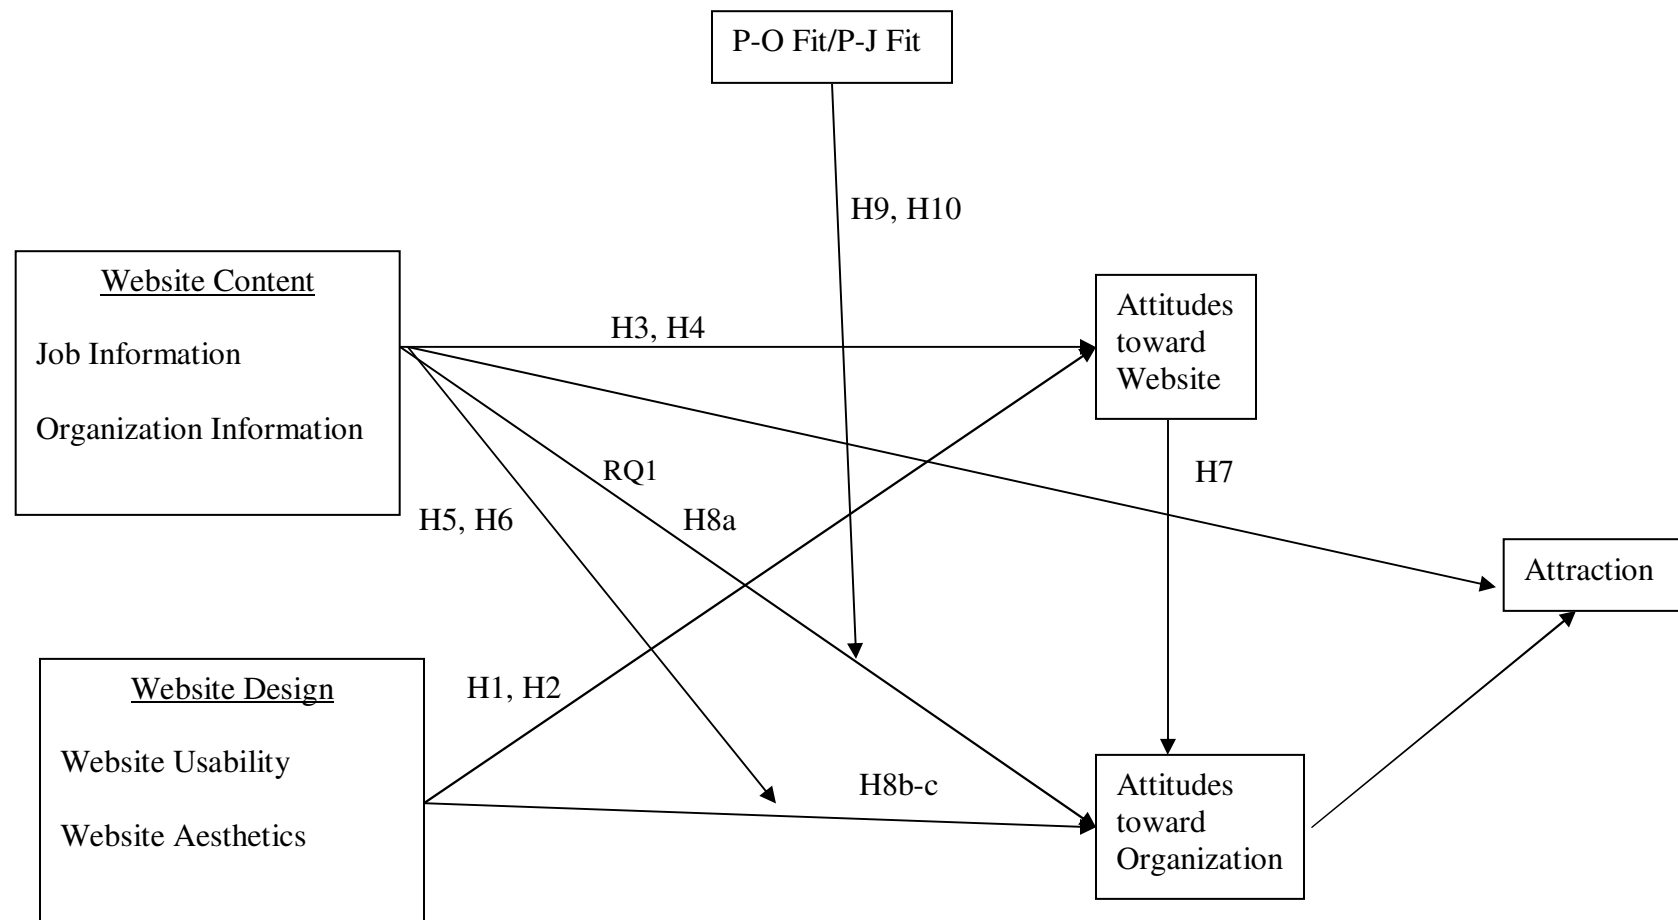 P-O Fit/P-J Fit
H9, H10
Website Content
Job Information
Organization Information
H3, H4
Attitudes
toward
Website
RQ1
H7
H5, H6
H8a
Attraction
Website Design
Website Usability
Website Aesthetics
H1, H2
H8b-c
Attitudes
toward
Organization